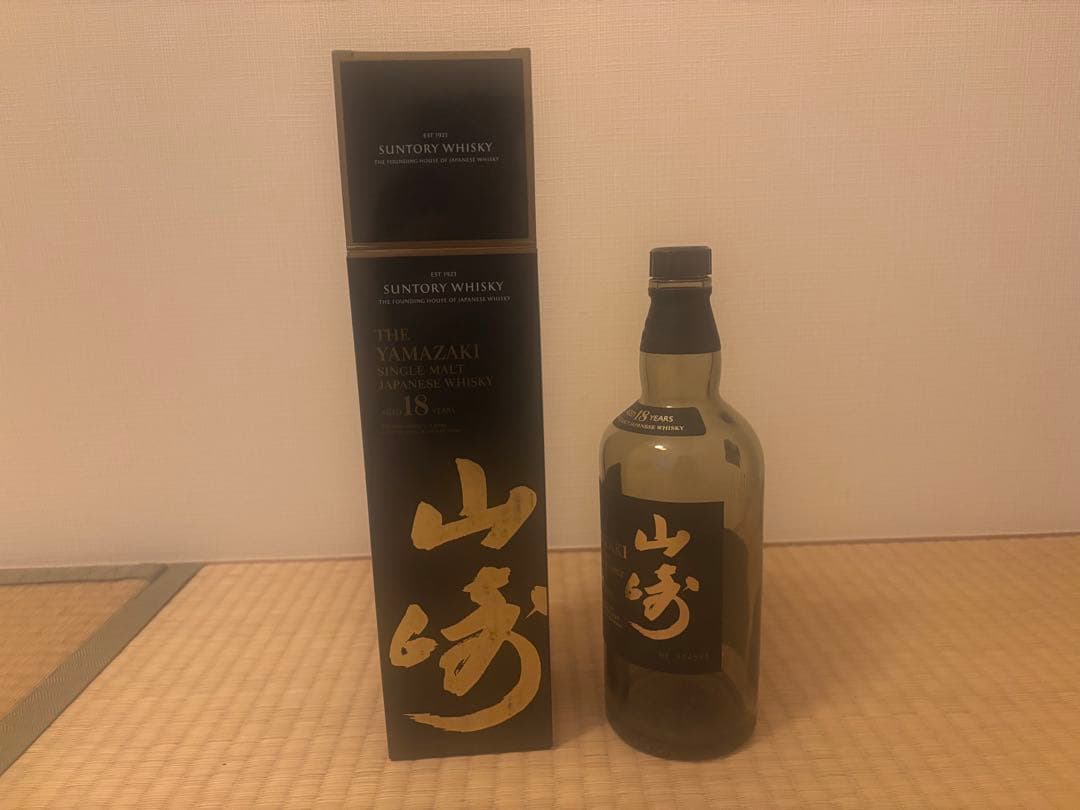 EST 1923
SUNTORY WHISKY
THE FOUNDING HOUSE OF JAPANESE WHISKY
EST 1923
SUNTORY WHISKY
THE FOUNDING HOUSE OF JAPANESE WHISKY
THE
YAMAZAKI
SINGLE MALT
JAPANESE WHISKY
AGED 18 YEARS
山
崎
AGED 18 YEARS
JAPANESE WHISKY
山
崎